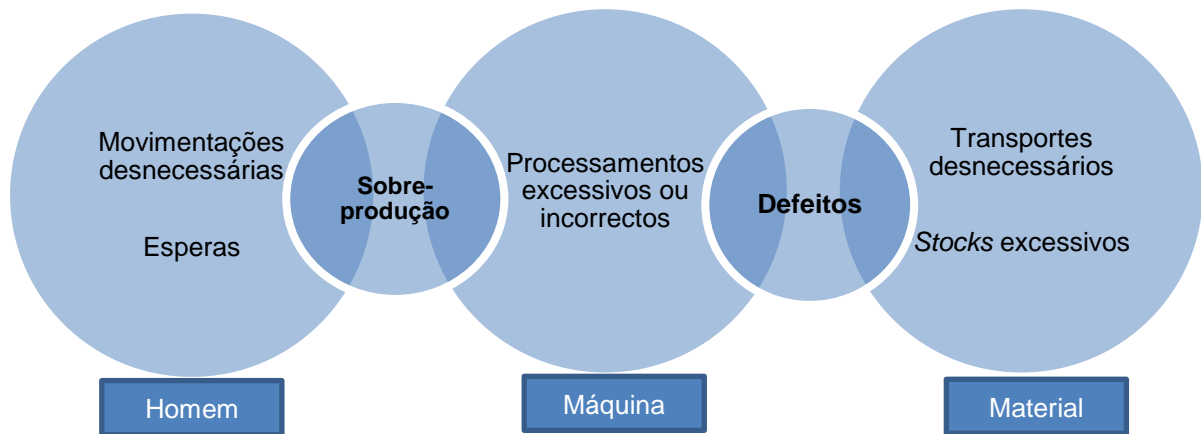 Movimentações
desnecessárias
Esperas
Sobre-
produção
Processamentos
excessivos ou
incorrectos
Defeitos
Transportes
desnecessários
Stocks excessivos
Homem
Máquina
Material